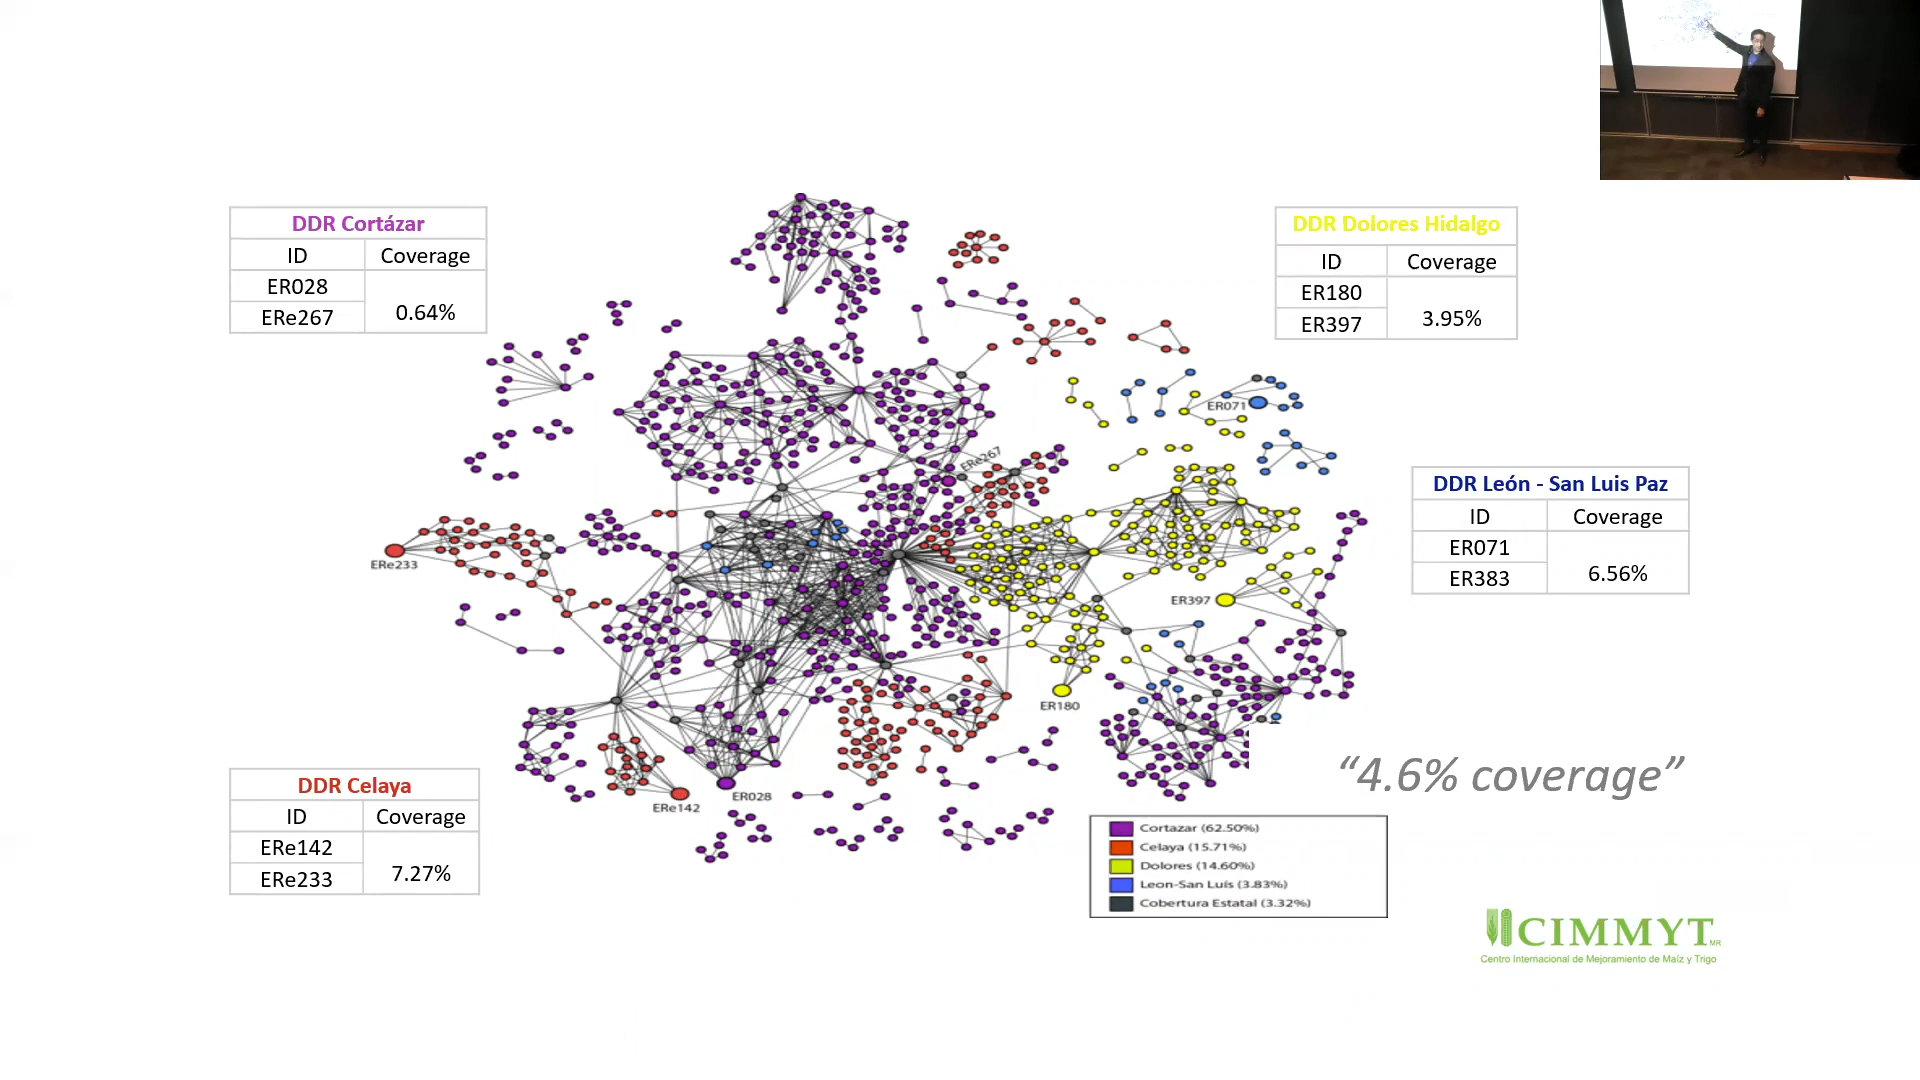 DDR Cortázar
ID Coverage
ER028
ERe267
0.64%
DDR Dolores Hidalgo
ID Coverage
ER180
ER397
3.95%
ER071
ERe267
DDR León - San Luis Paz
ID Coverage
ER071
ER383
6.56%
ERe233
ER397
ER180
DDR Celaya
ID Coverage
ERe142
ERe233
7.27%
ERe142
ER028
“4.6% coverage”
Cortazar (62.50%)
Celaya (15.71%)
Dolores (14.60%)
Leon-San Luís (3.83%)
Cobertura Estatal (3.32%)
CIMMYT MR
Centro Internacional de Mejoramiento de Maíz y Trigo